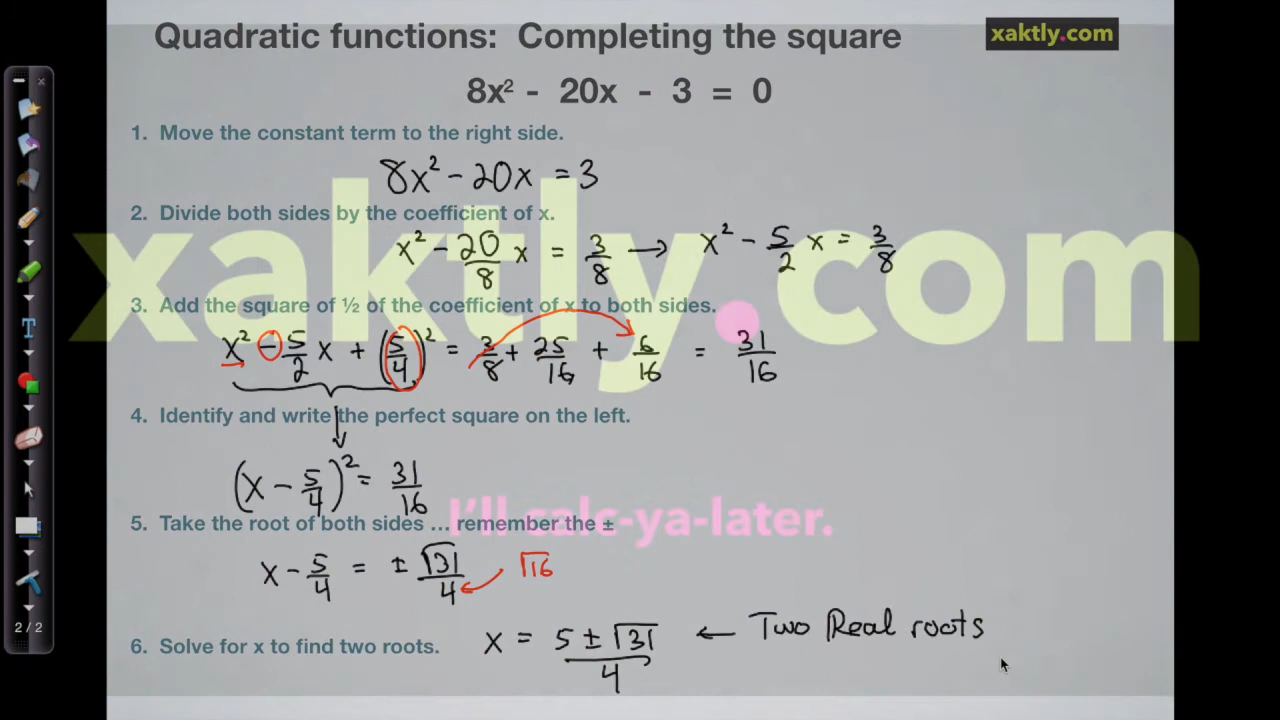 Quadratic functions: Completing the square
xaktly.com
8x² - 20x - 3 = 0
1. Move the constant term to the right side.
8x² - 20x = 3
2. Divide both sides by the coefficient of x.
x² - 20/8 x = 3/8 → x² - 5/2 x = 3/8
xaktly.com
3. Add the square of ½ of the coefficient of x to both sides.
x² - 5/2 x + (5/4)² = 3/8 + 25/16 + 6/16 = 31/16
4. Identify and write the perfect square on the left.
(x - 5/4)² = 31/16
I'll calc-ya-later.
5. Take the root of both sides … remember the ±
x - 5/4 = ± √31/4 √16
6. Solve for x to find two roots.
x = (5 ± √31)/4 ← Two Real roots
2 / 2
T